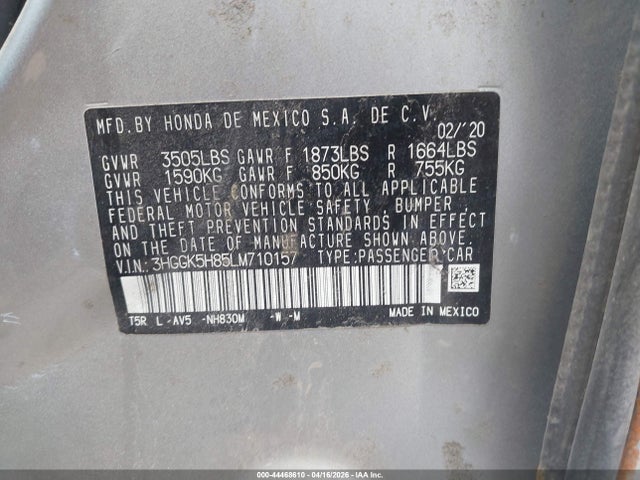 MFD.BY HONDA DE MEXICO S.A. DE C.V.
02/'20
GVWR 3505LBS GAWR F 1873LBS R 1664LBS
GVWR 1590KG GAWR F 850KG R 755KG
THIS VEHICLE CONFORMS TO ALL APPLICABLE
FEDERAL MOTOR VEHICLE SAFETY, BUMPER,
AND THEFT PREVENTION STANDARDS IN EFFECT
ON THE DATE OF MANUFACTURE SHOWN ABOVE.
V.I.N.: 3HGGK5H85LM710157 TYPE:PASSENGER CAR
T5R L -AV5 -NH830M -W -M MADE IN MEXICO
000-44468610 - 04/16/2026 - COPYRIGHT IAA, LLC